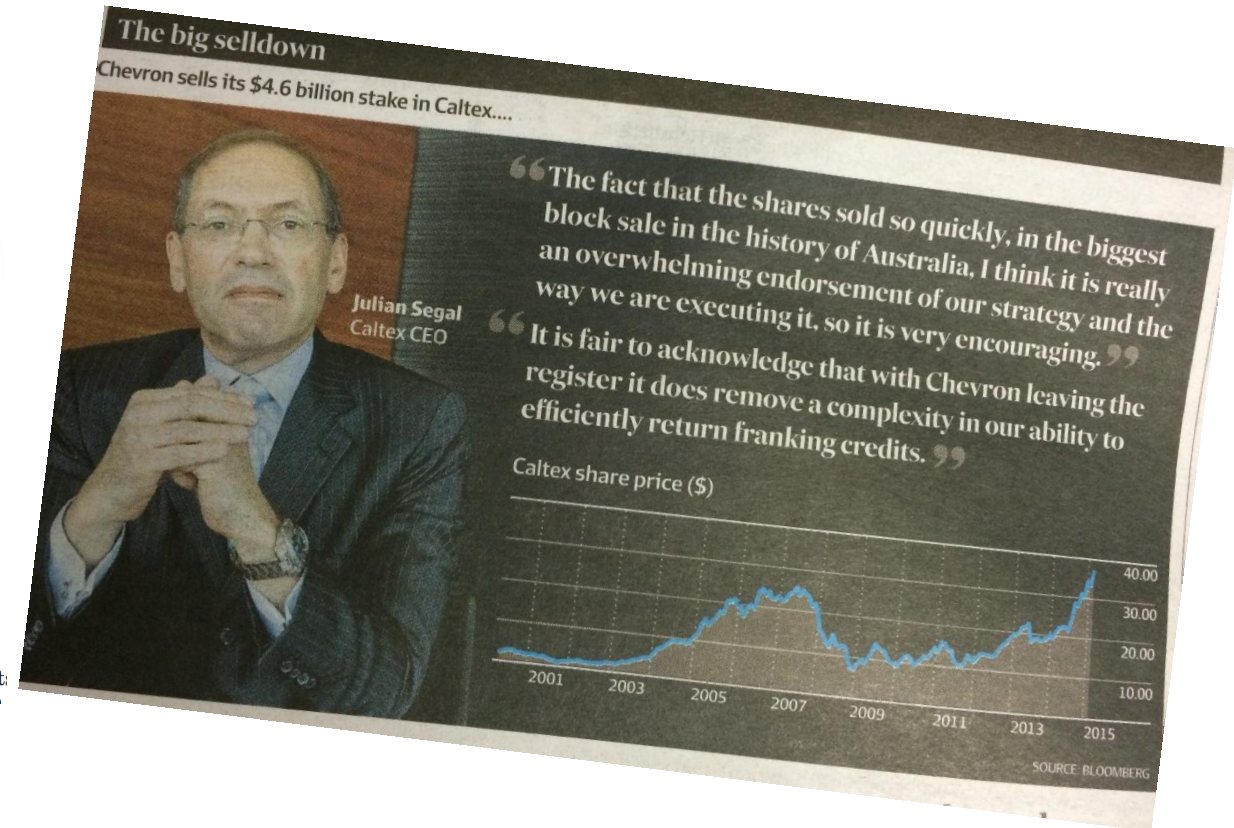 The big selldown
Chevron sells its $4.6 billion stake in Caltex....
Julian Segal
Caltex CEO
“The fact that the shares sold so quickly, in the biggest
block sale in the history of Australia, I think it is really
an overwhelming endorsement of our strategy and the
way we are executing it, so it is very encouraging.”
“It is fair to acknowledge that with Chevron leaving the
register it does remove a complexity in our ability to
efficiently return franking credits.”
Caltex share price ($)
40.00
30.00
20.00
10.00
2001 2003 2005 2007 2009 2011 2013 2015
SOURCE: BLOOMBERG